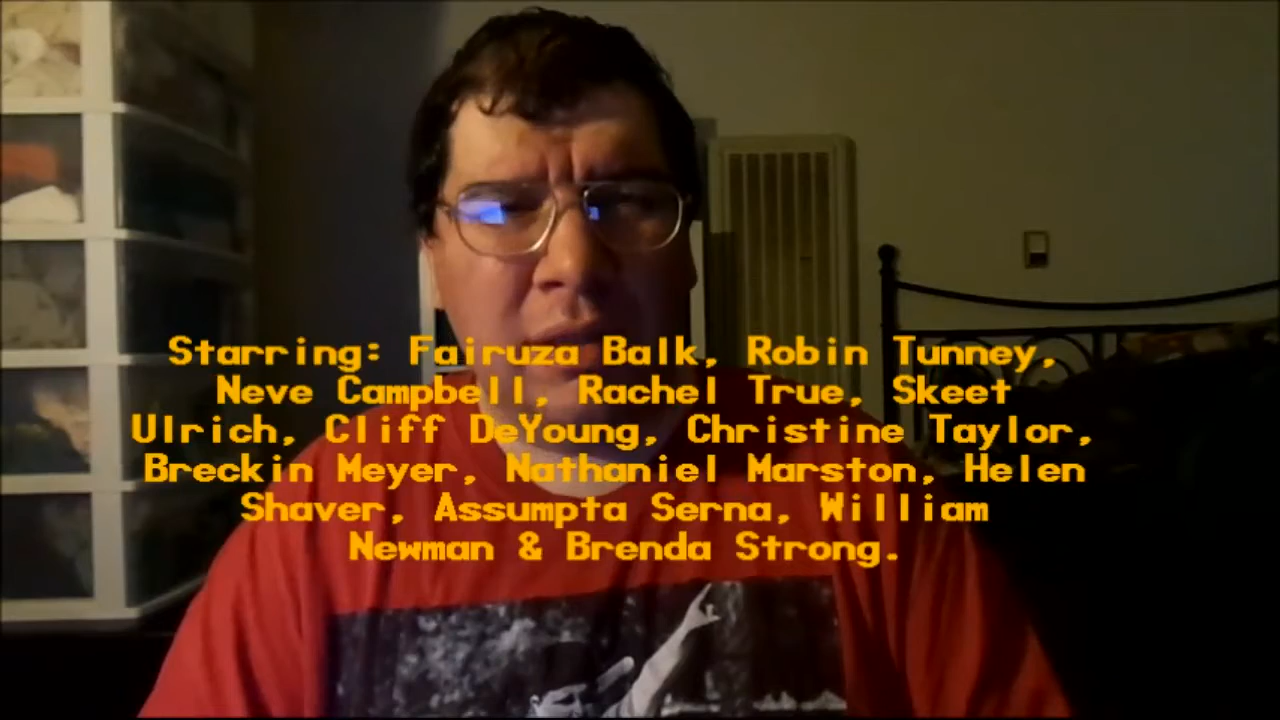 Starring: Fairuza Balk, Robin Tunney,
Neve Campbell, Rachel True, Skeet
Ulrich, Cliff DeYoung, Christine Taylor,
Breckin Meyer, Nathaniel Marston, Helen
Shaver, Assumpta Serna, William
Newman & Brenda Strong.